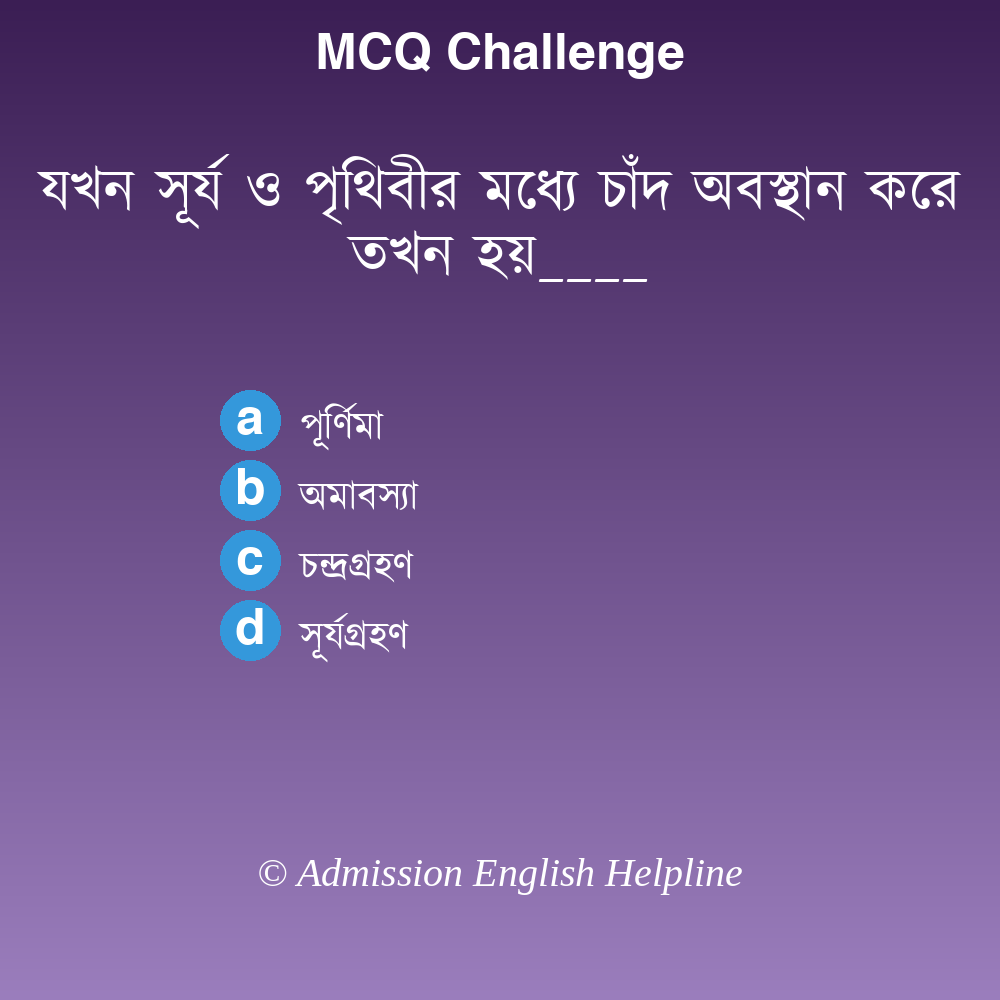 MCQ Challenge
যখন সূর্য ও পৃথিবীর মধ্যে চাঁদ অবস্থান করে
তখন হয়____
a পূর্ণিমা
b অমাবস্যা
c চন্দ্রগ্রহণ
d সূর্যগ্রহণ
© Admission English Helpline